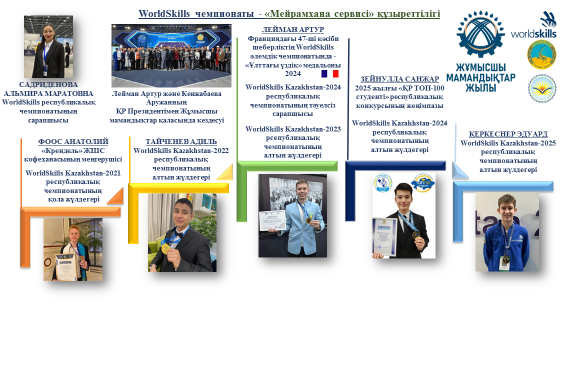 WorldSkills чемпионаты - «Мейрамхана сервисі» құзыреттілігі
САДРИДЕНОВА
АЛЬМИРА МАРАТОВНА
WorldSkills республикалық
чемпионатының
сарапшысы
Лейман Артур және Кенжабаева
Аружанның
ҚР Президентімен Жұмысшы
мамандықтар қаласында кездесуі
ЛЕЙМАН АРТУР
Франциядағы 47-ші кәсіби
шеберліктің WorldSkills
әлемдік чемпионатында -
«Ұлттағы үздік» медальоны
2024
WorldSkills Kazakhstan-2024
республикалық
чемпионатының тәуелсіз
сарапшысы
WorldSkills Kazakhstan-2023
республикалық
чемпионатының
алтын жүлдегері
ЗЕЙНУЛЛА САНЖАР
2025 жылғы «ҚР ТОП-100
студенті» республикалық
конкурсының жеңімпазы
WorldSkills Kazakhstan-2024
республикалық
чемпионатының
алтын жүлдегері
ЖҰМЫСШЫ
МАМАНДЫҚТАР
ЖЫЛЫ
worldskills
ФООС АНАТОЛИЙ
«Крендель» ЖШС
кофеханасының меңгерушісі
WorldSkills Kazakhstan-2021
республикалық
чемпионатының
қола жүлдегері
ТАЙЧЕНЕВ АДИЛЬ
WorldSkills Kazakhstan-2022
республикалық
чемпионатының
алтын жүлдегері
КЕРКЕСНЕР ЭДУАРД
WorldSkills Kazakhstan-2025
республикалық
чемпионатының
алтын жүлдегері